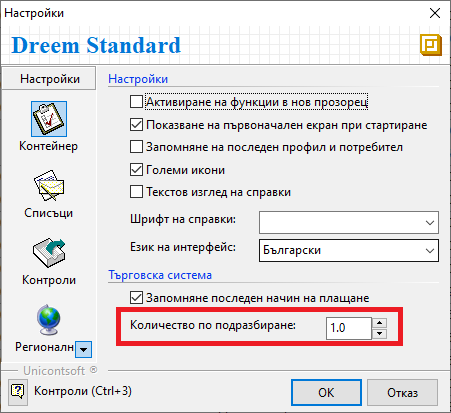 Настройки
Dreem Standard
Настройки
Контейнер
Списъци
Контроли
Регионалн
Настройки
Активиране на функции в нов прозорец
Показване на първоначален екран при стартиране
Запомняне на последен профил и потребител
Големи икони
Текстов изглед на справки
Шрифт на справки:
Език на интерфейс: Български
Търговска система
Запомняне последен начин на плащане
Количество по подразбиране: 1.0
Unicontsoft ®
? Контроли (Ctrl+3)
OK
Отказ